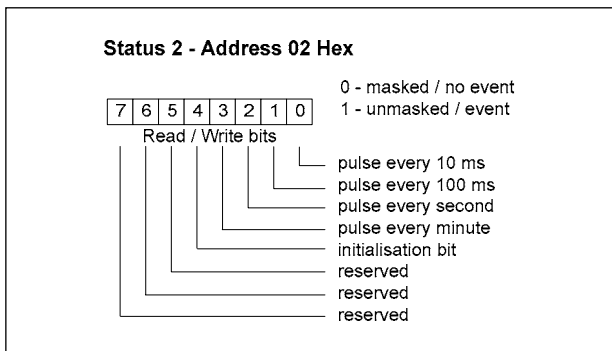 Status 2 - Address 02 Hex
0 - masked / no event
1 - unmasked / event
7 6 5 4 3 2 1 0
Read / Write bits
pulse every 10 ms
pulse every 100 ms
pulse every second
pulse every minute
initialisation bit
reserved
reserved
reserved